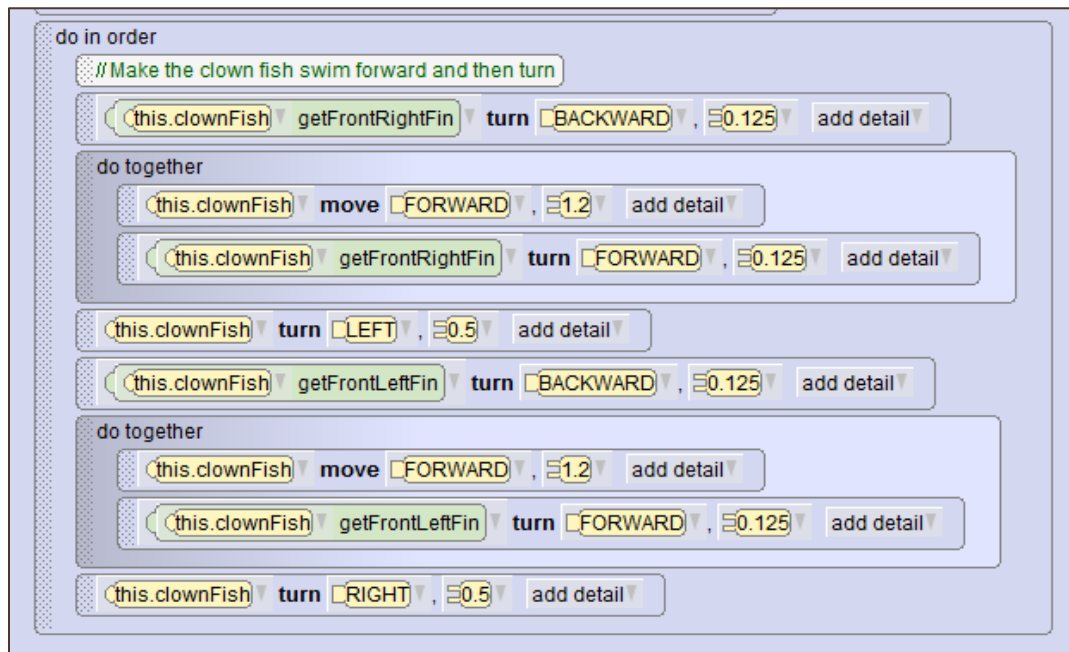 do in order
//Make the clown fish swim forward and then turn
this.clownFish getFrontRightFin turn BACKWARD , 0.125 add detail
do together
this.clownFish move FORWARD , 1.2 add detail
this.clownFish getFrontRightFin turn FORWARD , 0.125 add detail
this.clownFish turn LEFT , 0.5 add detail
this.clownFish getFrontLeftFin turn BACKWARD , 0.125 add detail
do together
this.clownFish move FORWARD , 1.2 add detail
this.clownFish getFrontLeftFin turn FORWARD , 0.125 add detail
this.clownFish turn RIGHT , 0.5 add detail